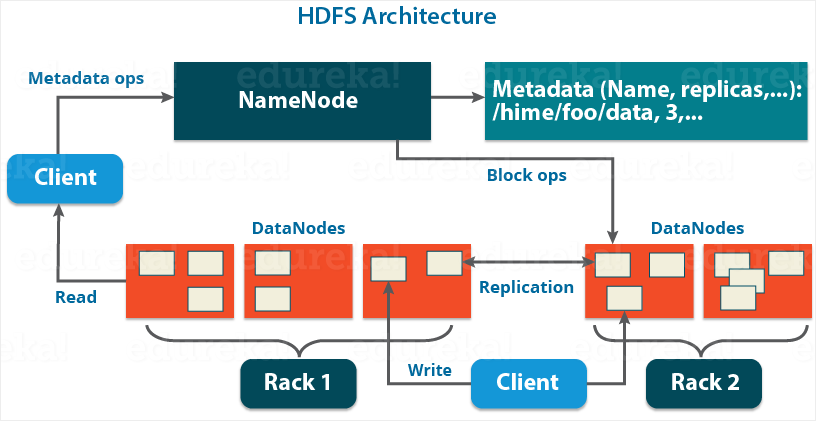 HDFS Architecture
Metadata ops
NameNode
Metadata (Name, replicas,...):
/hime/foo/data, 3,...
Client
Block ops
DataNodes
DataNodes
Read
Replication
Rack 1
Write
Client
Rack 2
edureka!